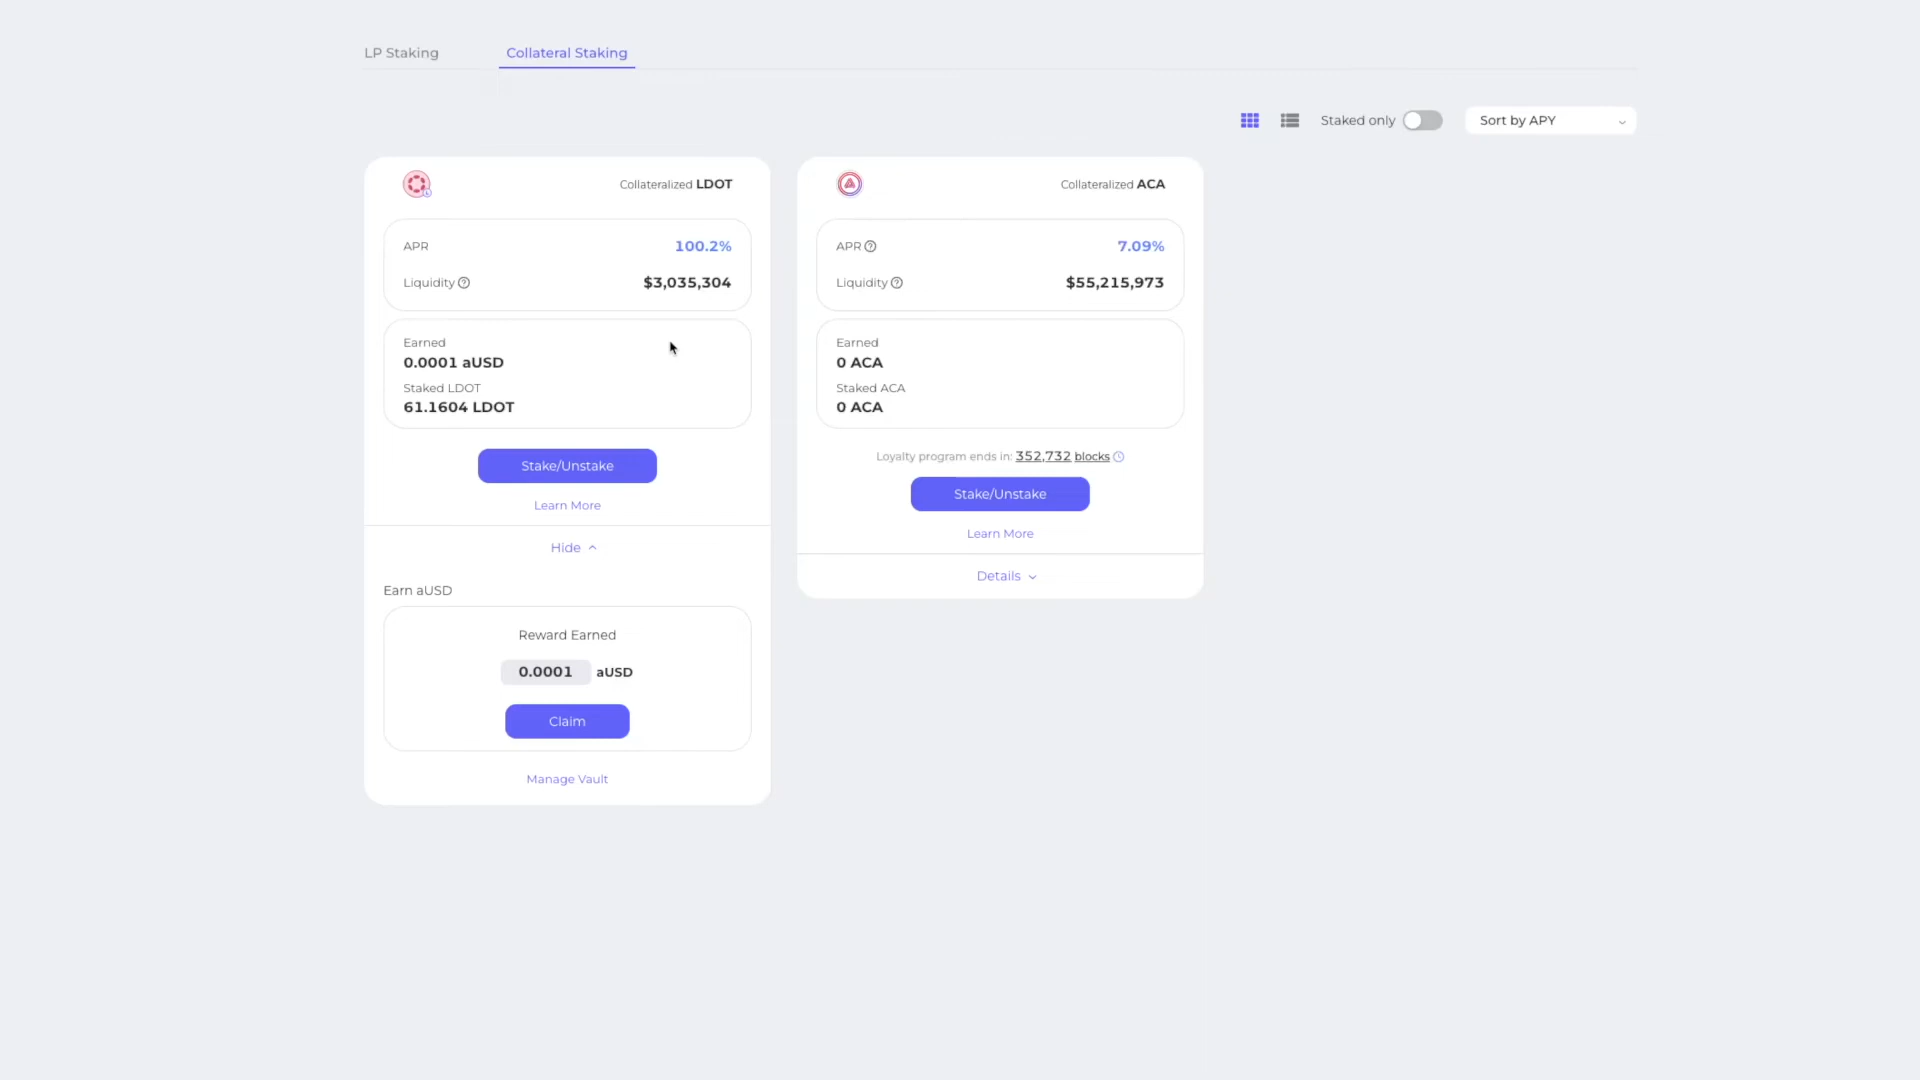 LP Staking
Collateral Staking
Staked only
Sort by APY
Collateralized LDOT
APR 100.2%
Liquidity $3,035,304
Earned
0.0001 aUSD
Staked LDOT
61.1604 LDOT
Stake/Unstake
Learn More
Hide
Earn aUSD
Reward Earned
0.0001 aUSD
Claim
Manage Vault
Collateralized ACA
APR 7.09%
Liquidity $55,215,973
Earned
0 ACA
Staked ACA
0 ACA
Loyalty program ends in: 352,732 blocks
Stake/Unstake
Learn More
Details